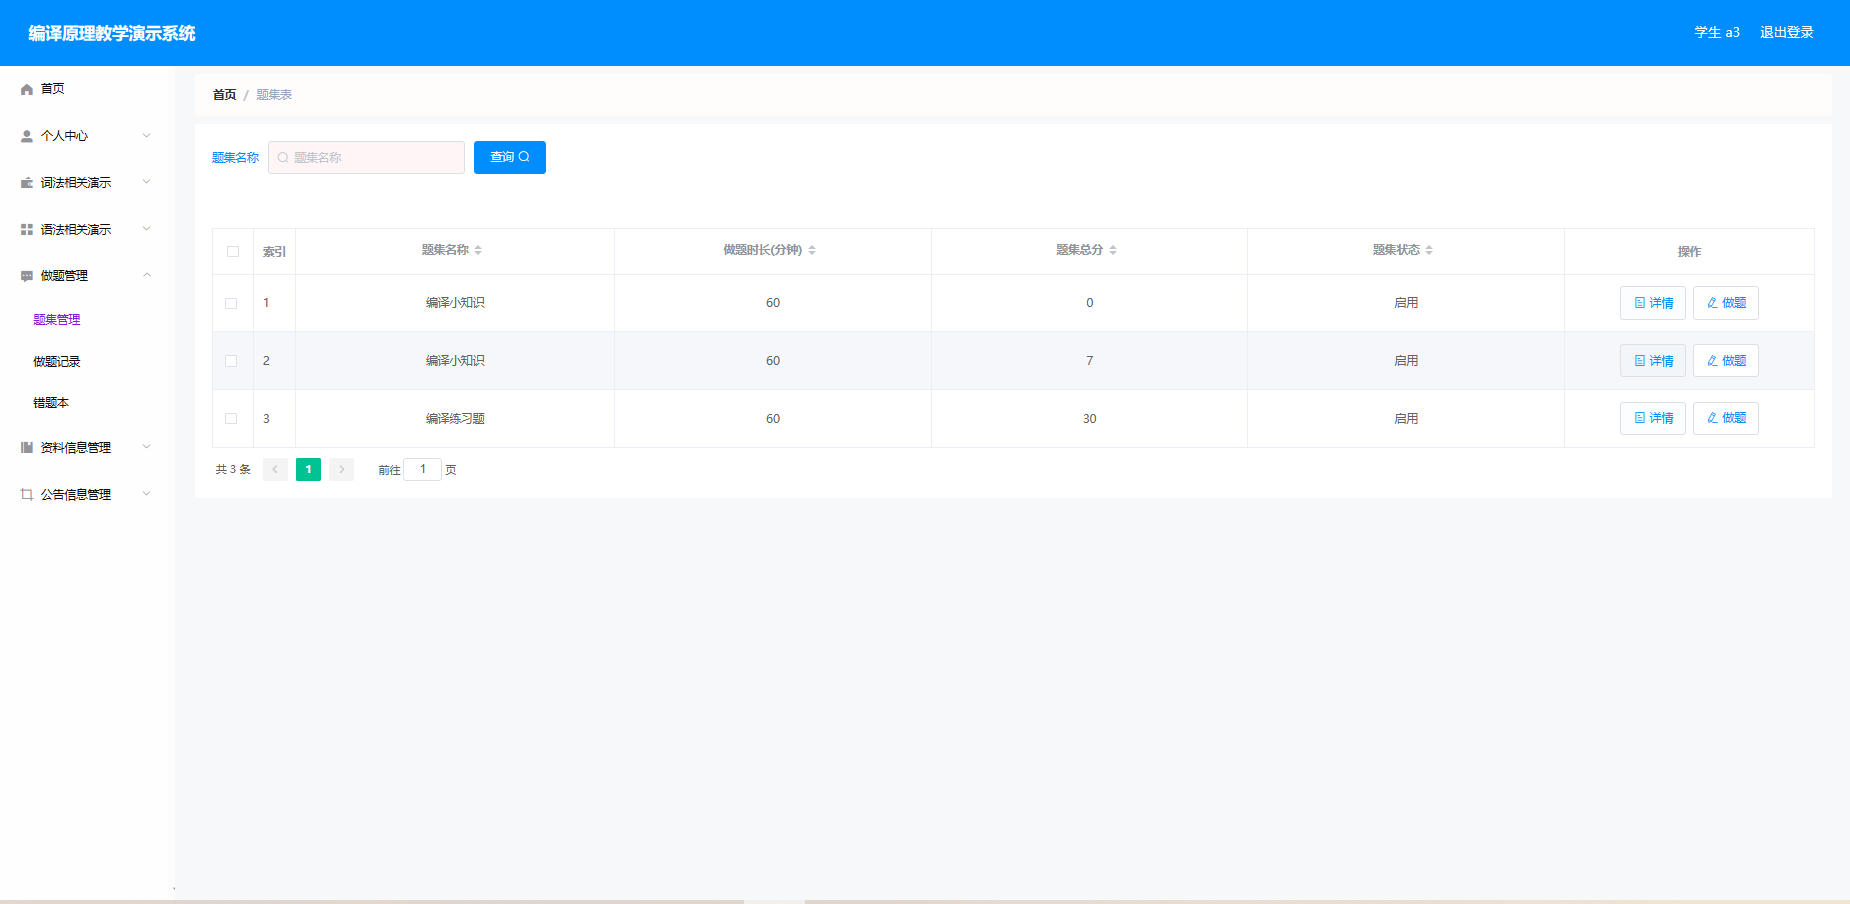 编译原理教学演示系统
学生 a3 退出登录
首页
个人中心
词法相关演示
语法相关演示
做题管理
题集管理
做题记录
错题本
资料信息管理
公告信息管理
首页 / 题集表
题集名称 题集名称 查询
索引 题集名称 做题时长(分钟) 题集总分 题集状态 操作
1 编译小知识 60 0 启用 详情 做题
2 编译小知识 60 7 启用 详情 做题
3 编译练习题 60 30 启用 详情 做题
共 3 条 1 前往 1 页